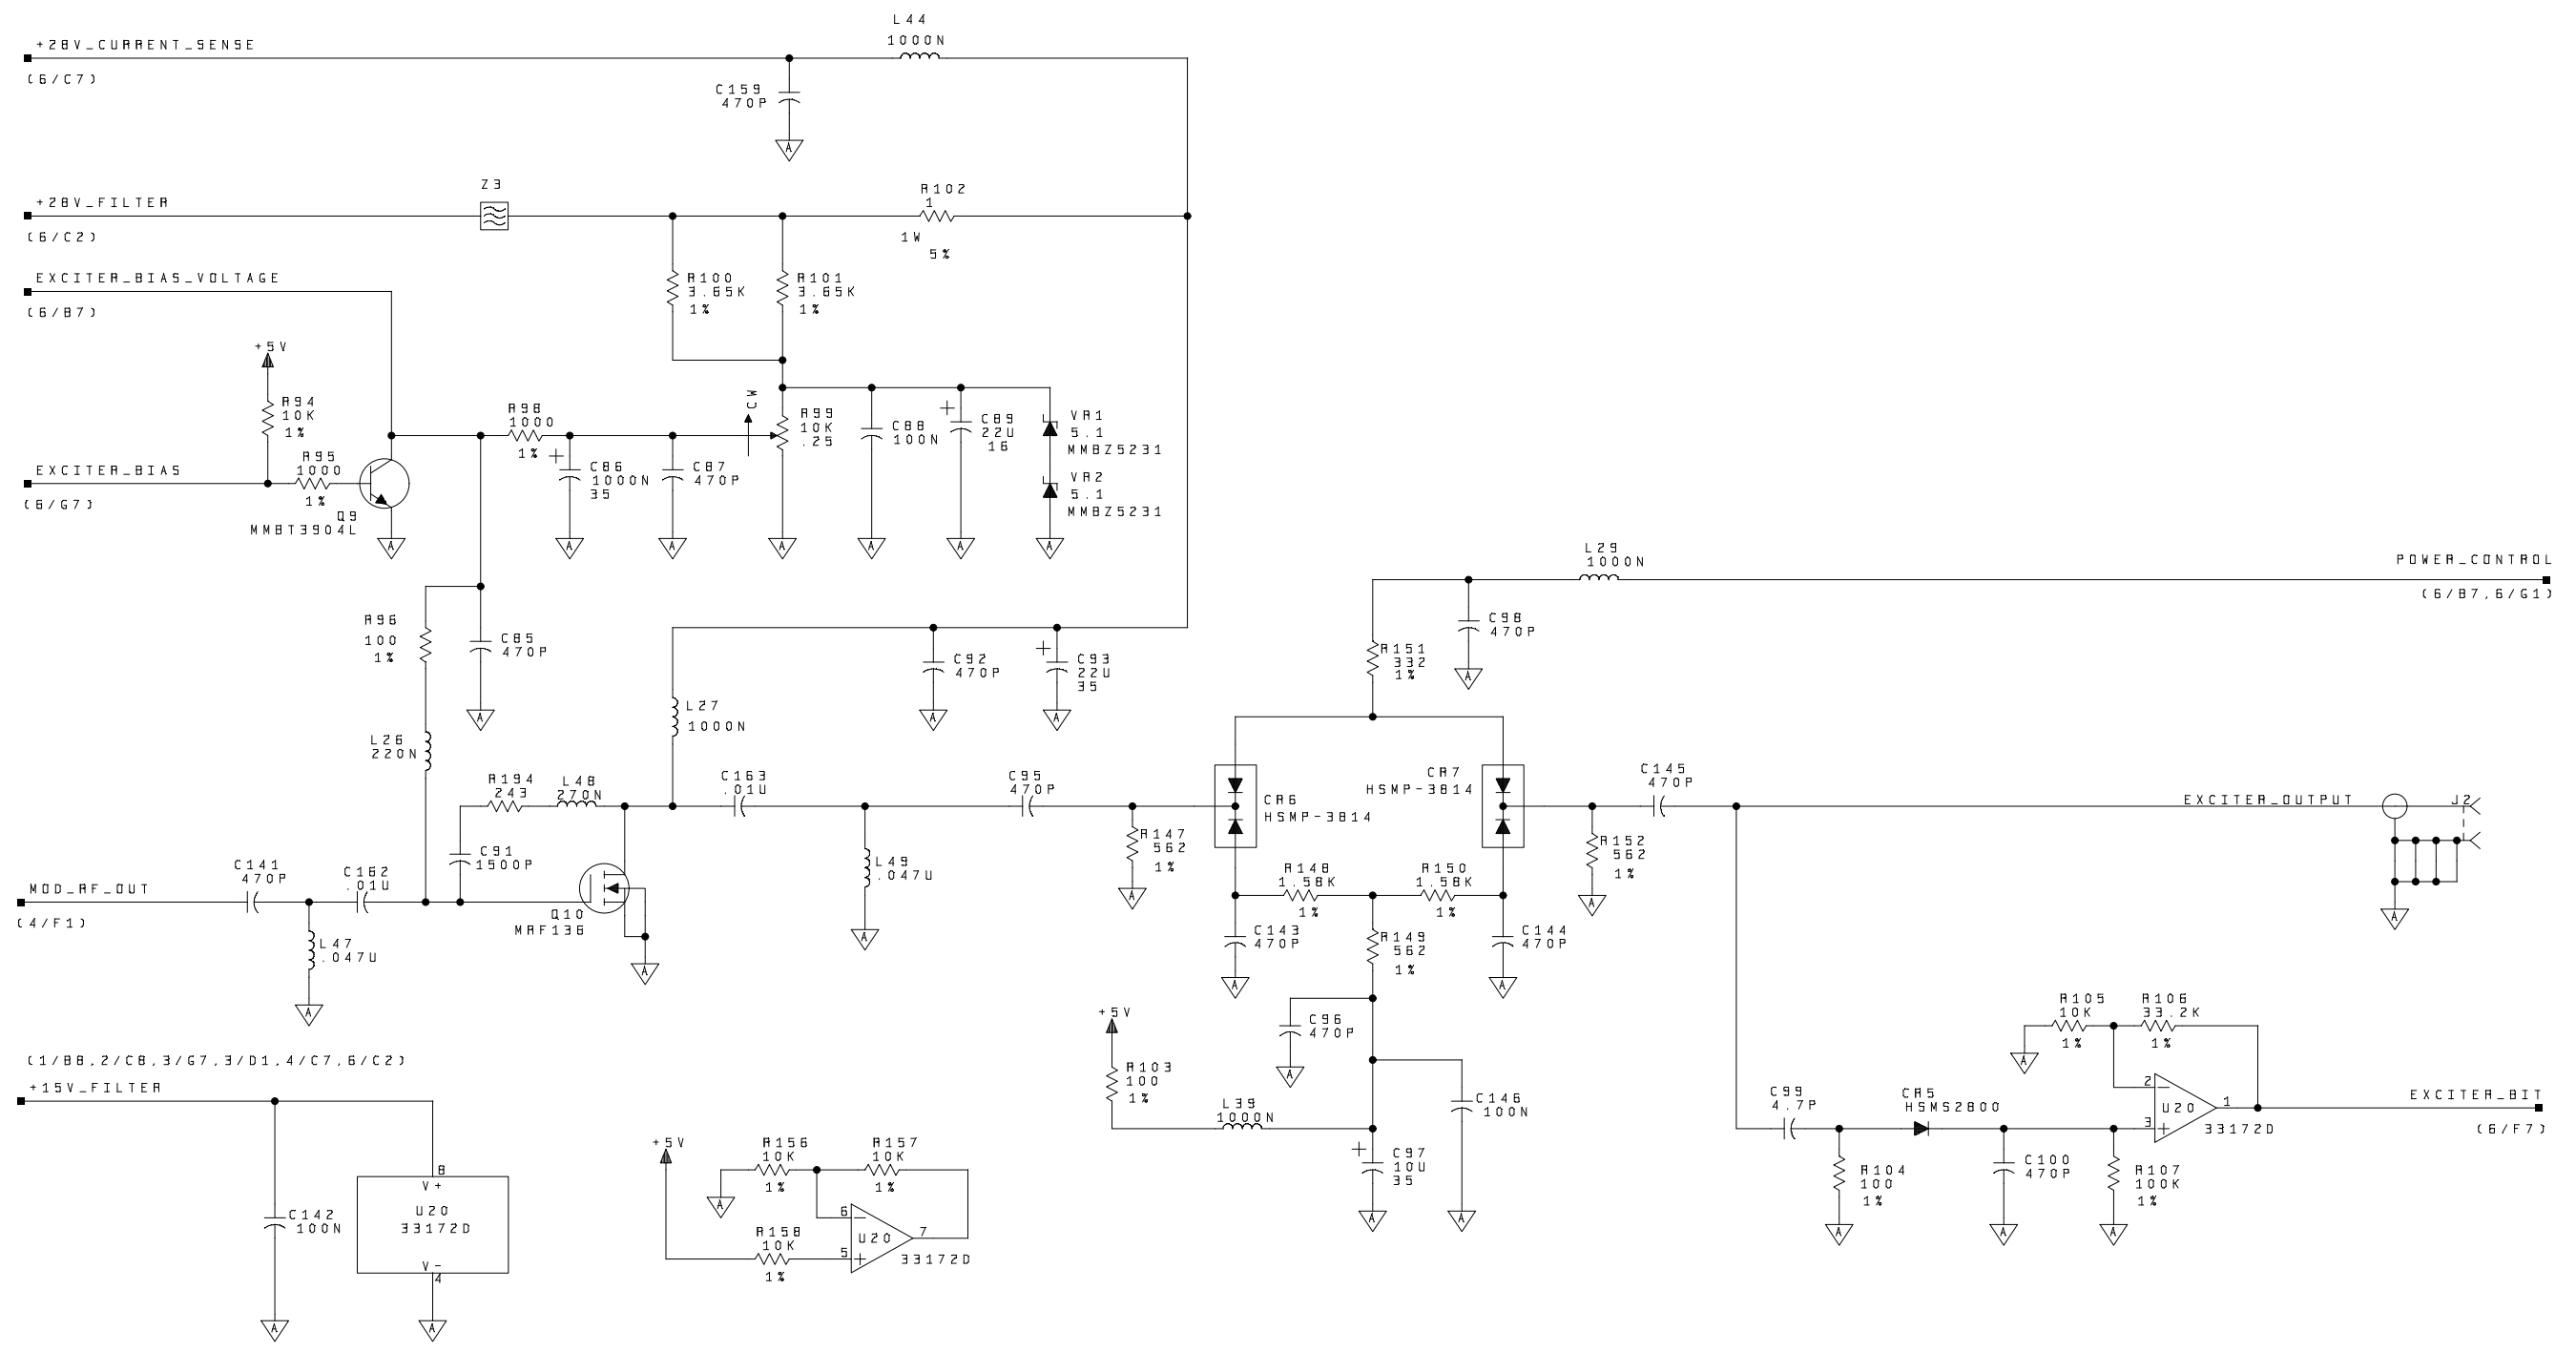 L44
1000N
+28V_CURRENT_SENSE
(6/C7)
C159
470P
A
Z3
+28V_FILTER
(6/C2)
R102
1
1W
5%
EXCITER_BIAS_VOLTAGE
(6/B7)
R100
3.65K
1%
R101
3.65K
1%
+5V
R94
10K
1%
R95
1000
1%
EXCITER_BIAS
(6/G7)
Q9
MMBT3904L
A
R98
1000
1%
+
C86
1000N
35
A
C87
470P
A
CW
R99
10K
.25
A
C88
100N
A
+
C89
22U
16
A
VR1
5.1
MMBZ5231
VR2
5.1
MMBZ5231
A
L29
1000N
POWER_CONTROL
(6/B7,6/G1)
C98
470P
A
R96
100
1%
C85
470P
A
C92
470P
A
+
C93
22U
35
A
R151
332
1%
L27
1000N
L26
220N
R194
243
L48
270N
C163
.01U
C95
470P
CR6
HSMP-3814
CR7
HSMP-3814
C145
470P
EXCITER_OUTPUT
J2
A
R147
562
1%
A
R152
562
1%
A
C91
1500P
L49
.047U
A
MOD_RF_OUT
(4/F1)
C141
470P
C162
.01U
L47
.047U
A
Q10
MRF136
A
R148
1.58K
1%
R150
1.58K
1%
C143
470P
A
R149
562
1%
C144
470P
A
C96
470P
A
+5V
R103
100
1%
L39
1000N
C146
100N
A
+
C97
10U
35
A
R105
10K
1%
R106
33.2K
1%
A
C99
4.7P
CR5
HSMS2800
2
-
3
+
U20
1
33172D
EXCITER_BIT
(6/F7)
R104
100
1%
A
C100
470P
A
R107
100K
1%
A
(1/B8,2/C8,3/G7,3/D1,4/C7,6/C2)
+15V_FILTER
C142
100N
A
8
V+
U20
33172D
V-
4
A
+5V
R156
10K
1%
R157
10K
1%
A
R158
10K
1%
6
-
5
+
U20
7
33172D